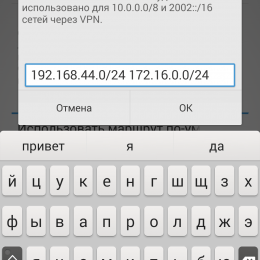 использовано для 10.0.0.0/8 и 2002::/16
сетей через VPN.
192.168.44.0/24 172.16.0.0/24
Отмена ОК
Использовать маршрут по-ум
привет я да
й ц у к е н г ш щ з х
ф ы в а п р о л д ж э